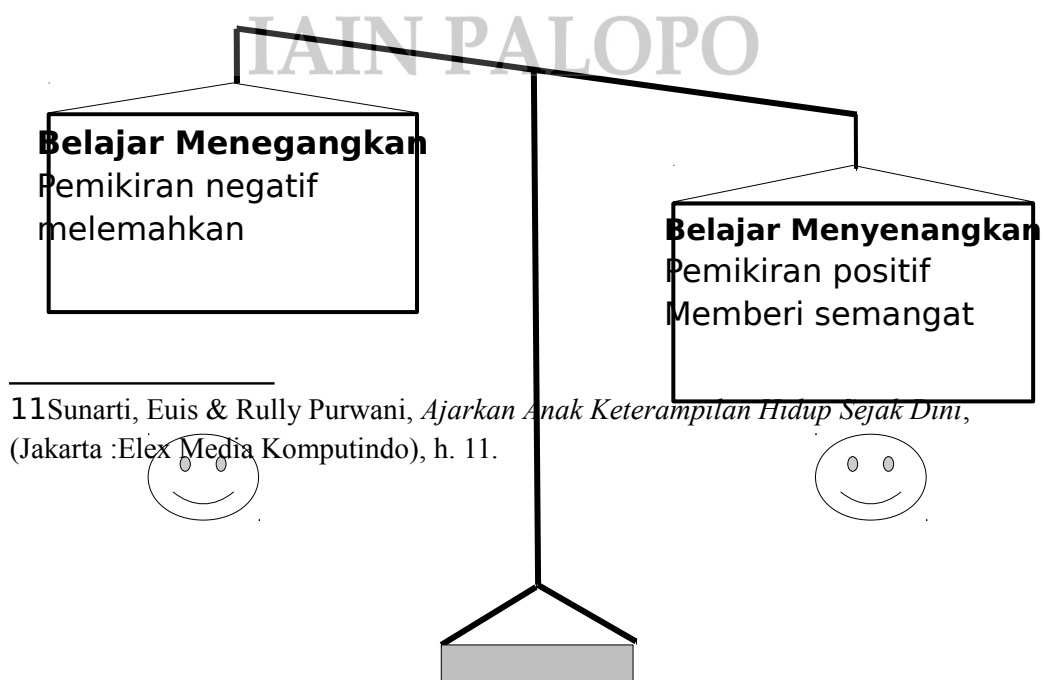 IAIN PALOPO
Belajar Menegangkan
Pemikiran negatif
melemahkan
Belajar Menyenangkan
Pemikiran positif
Memberi semangat
11Sunarti, Euis & Rully Purwani, Ajarkan Anak Keterampilan Hidup Sejak Dini,
(Jakarta :Elex Media Komputindo), h. 11.